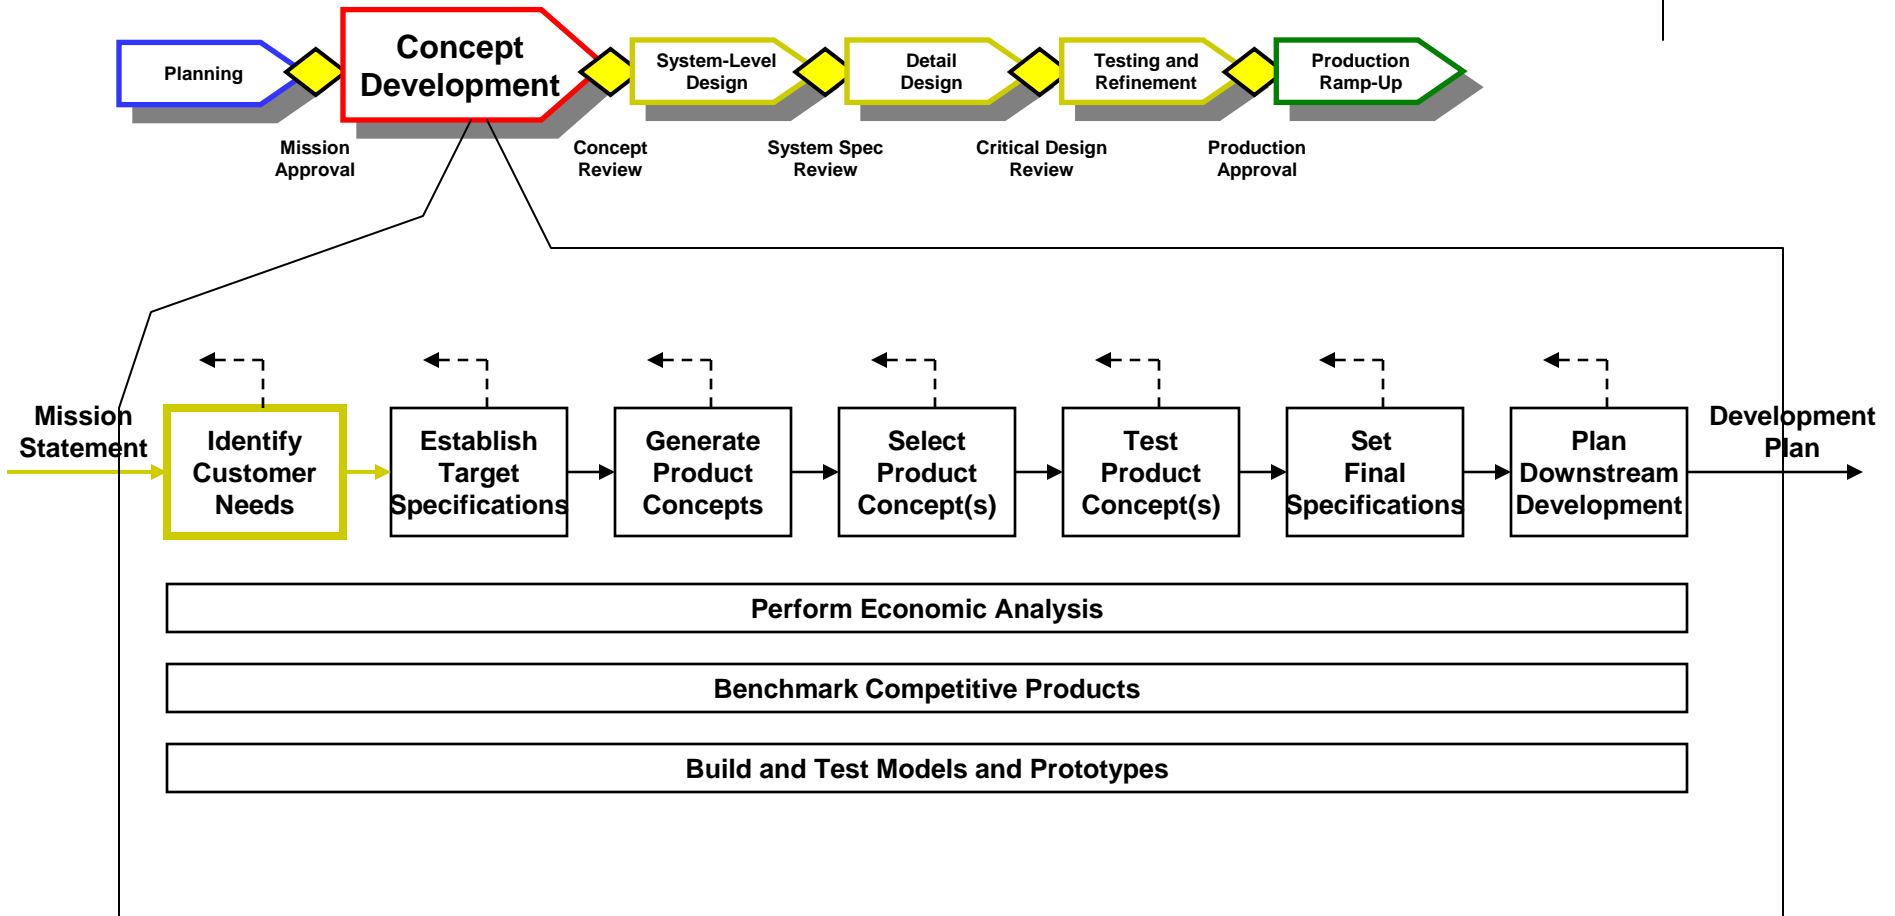 Planning
Concept
Development
System-Level
Design
Detail
Design
Testing and
Refinement
Production
Ramp-Up
Mission
Approval
Concept
Review
System Spec
Review
Critical Design
Review
Production
Approval
Mission
Statement
Identify
Customer
Needs
Establish
Target
Specifications
Generate
Product
Concepts
Select
Product
Concept(s)
Test
Product
Concept(s)
Set
Final
Specifications
Plan
Downstream
Development
Development
Plan
Perform Economic Analysis
Benchmark Competitive Products
Build and Test Models and Prototypes